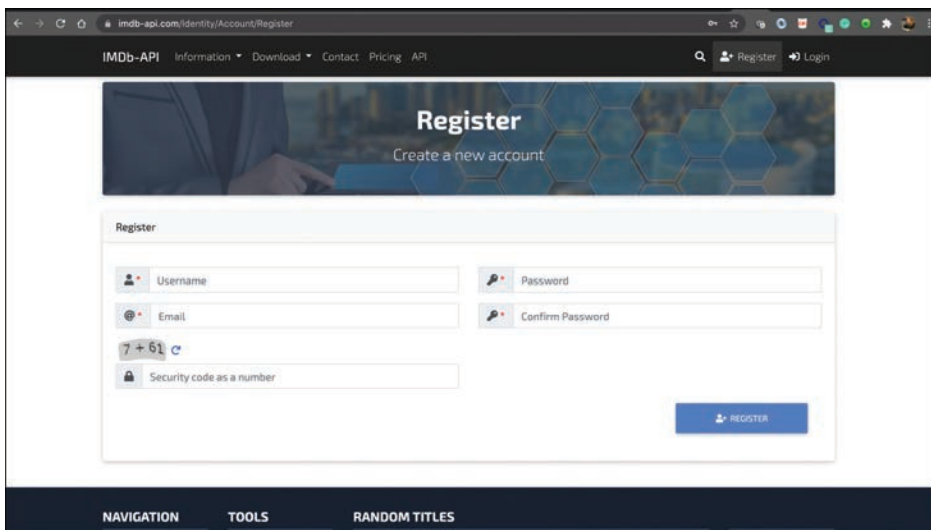 imdb-api.com/Identity/Account/Register
IMDb-API Information Download Contact Pricing API Register Login
Register
Create a new account
Register
Username Password
Email Confirm Password
7 + 61
Security code as a number
REGISTER
NAVIGATION TOOLS RANDOM TITLES